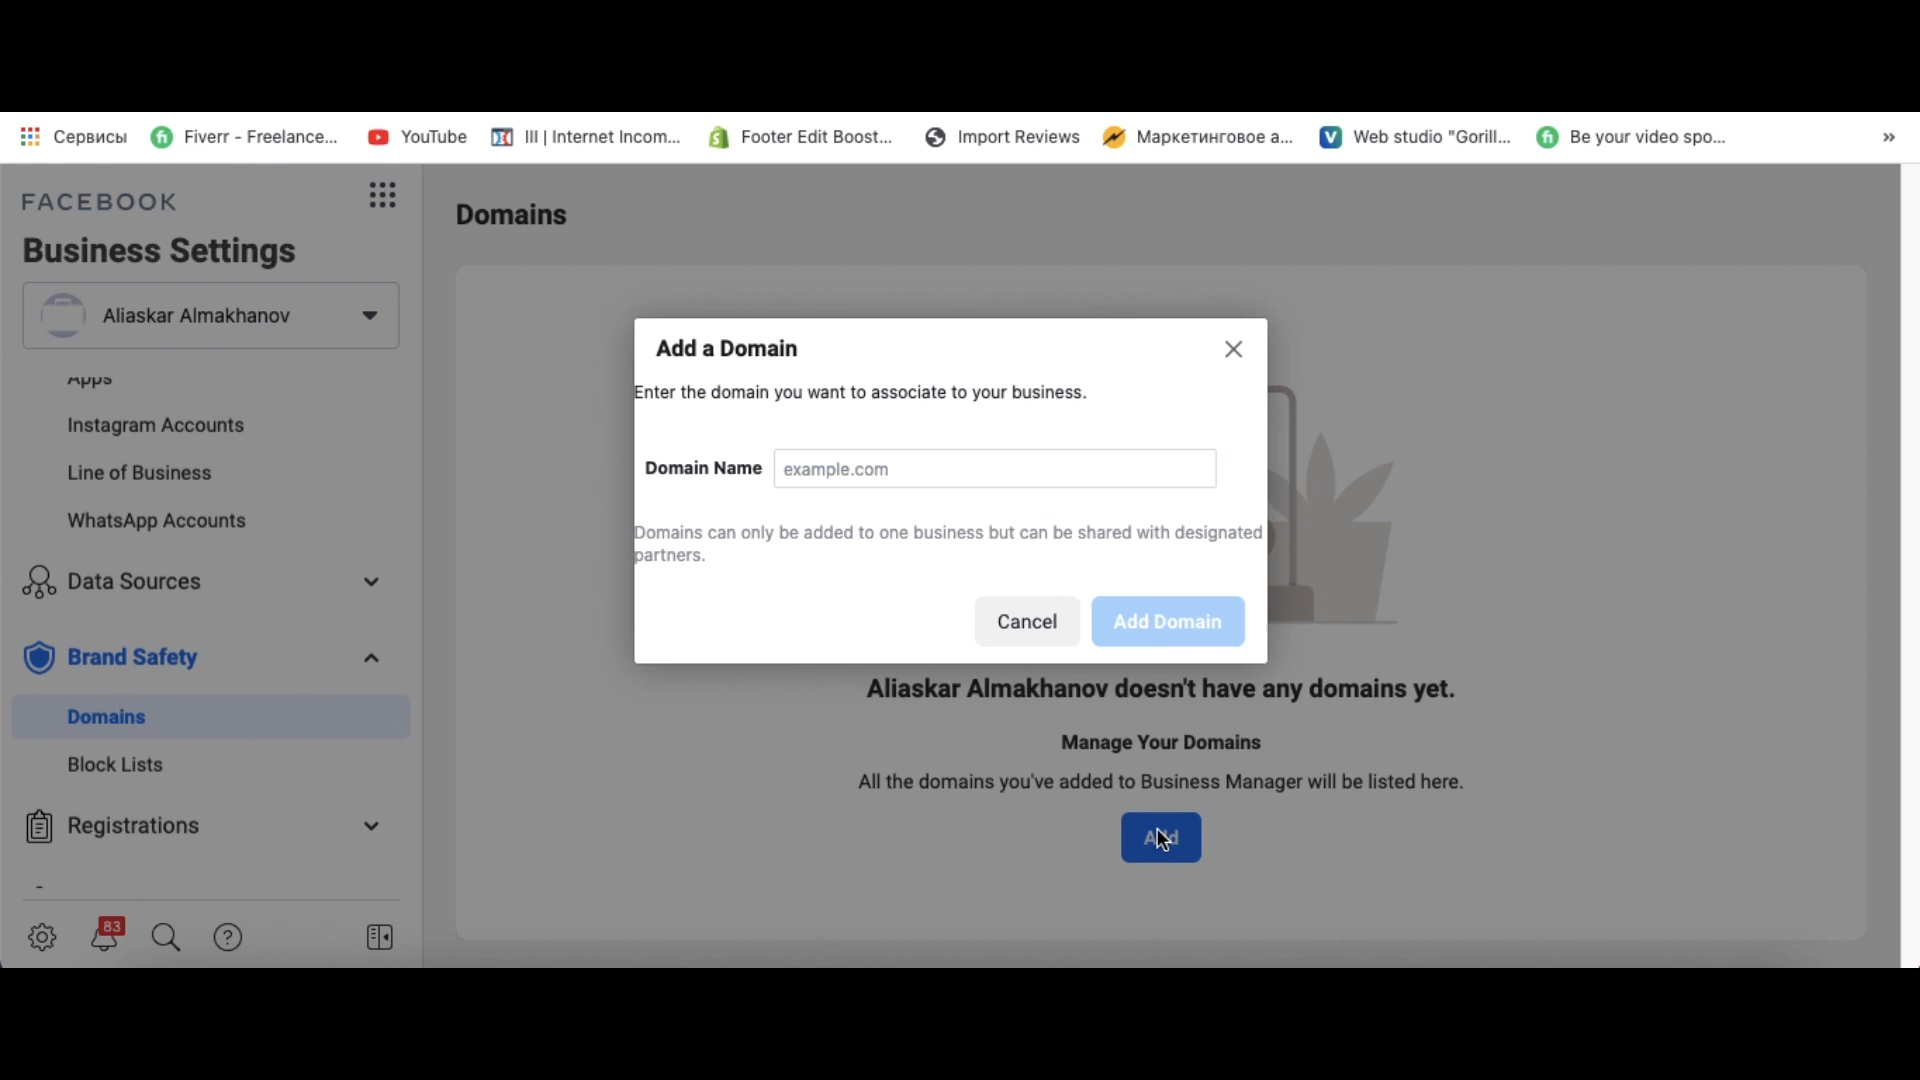 Сервисы
Fiverr - Freelance...
YouTube
III | Internet Incom...
Footer Edit Boost...
Import Reviews
Маркетинговое а...
Web studio "Gorill...
Be your video spo...
»
FACEBOOK
Business Settings
Aliaskar Almakhanov
Apps
Instagram Accounts
Line of Business
WhatsApp Accounts
Data Sources
Brand Safety
Domains
Block Lists
Registrations
83
Domains
Add a Domain
Enter the domain you want to associate to your business.
Domain Name
example.com
Domains can only be added to one business but can be shared with designated
partners.
Cancel
Add Domain
Aliaskar Almakhanov doesn't have any domains yet.
Manage Your Domains
All the domains you've added to Business Manager will be listed here.
Add